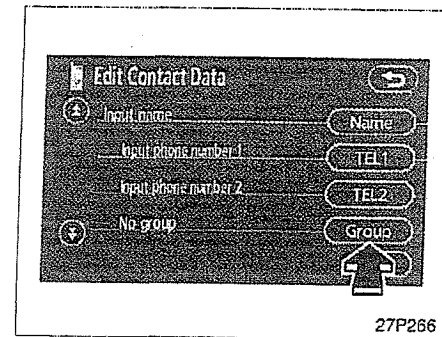 Edit Contact Data
Input name Name
Input phone number 1 TEL1
Input phone number 2 TEL2
No group Group
27P266